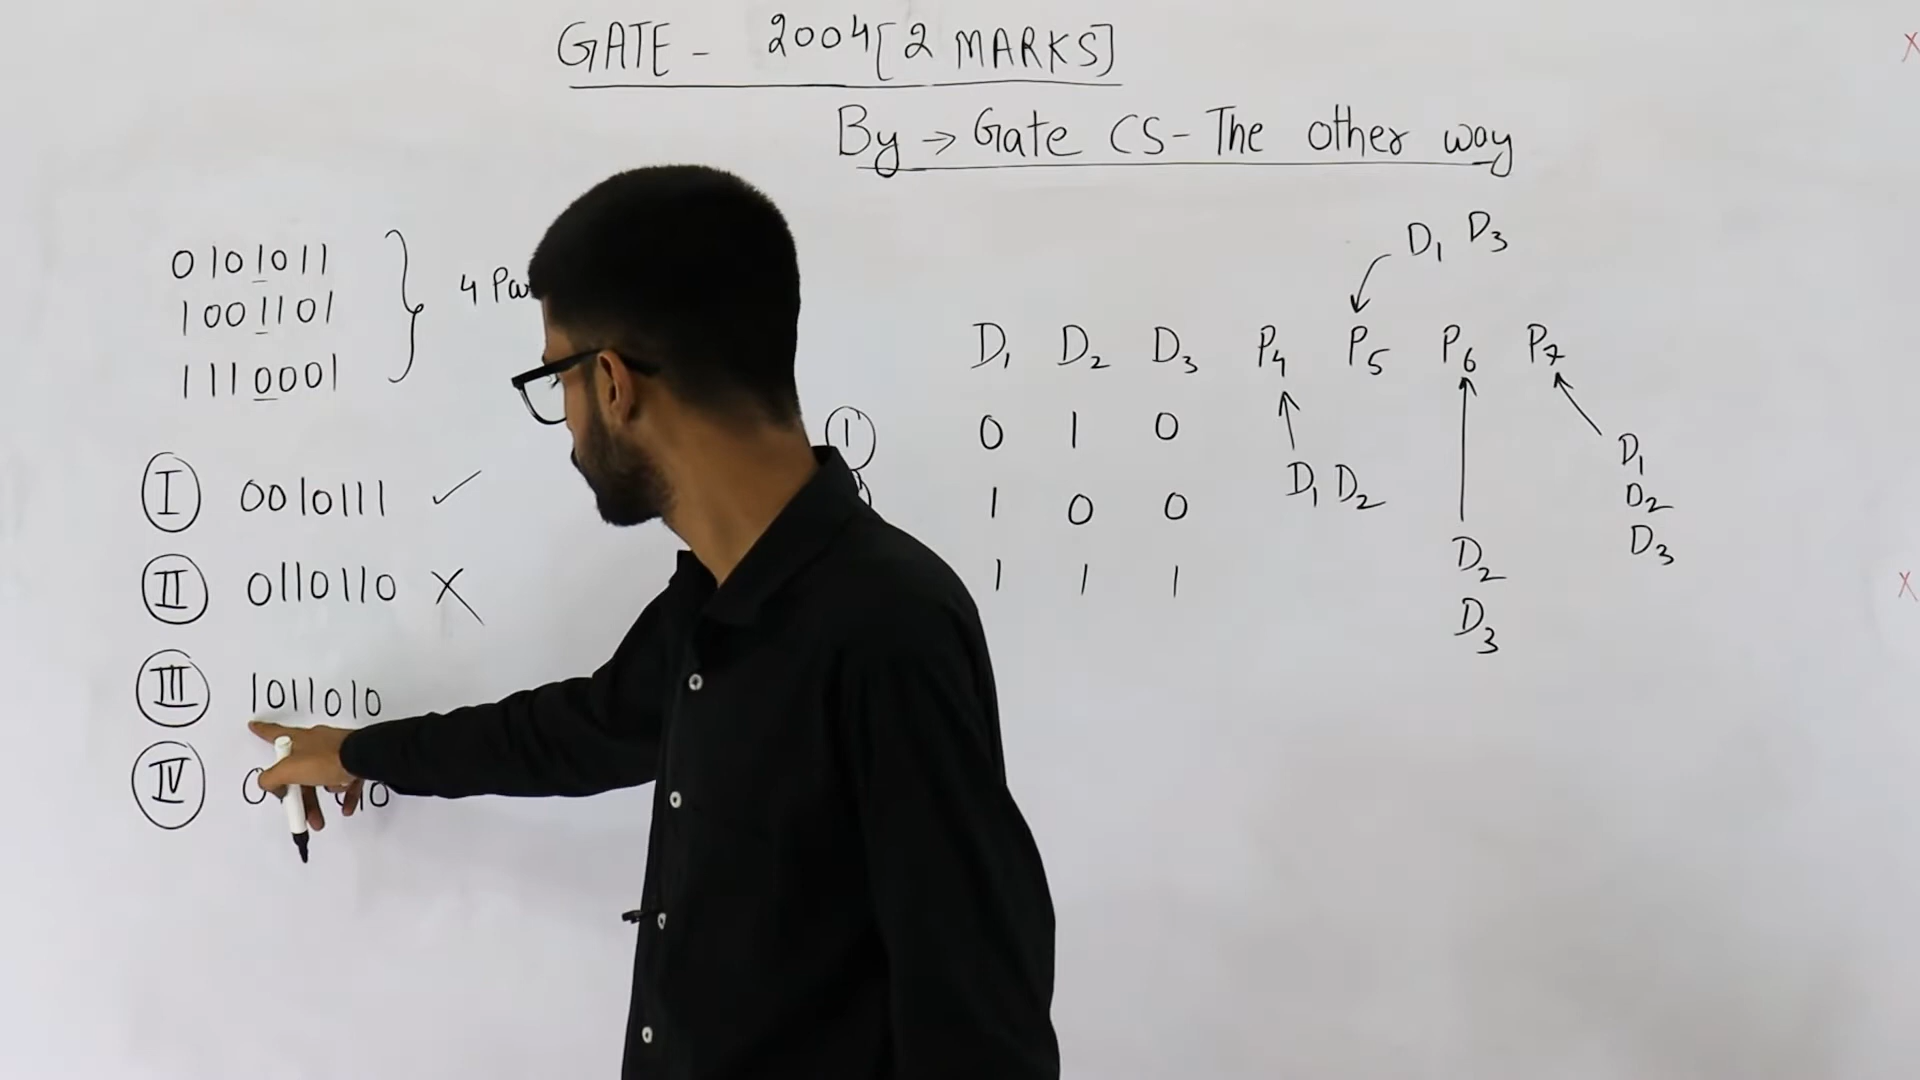 GATE - 2004 [2 MARKS]
By → Gate CS - The other way
0101011
1001101
1110001
4
I 0010111 ✓
II 0110110 X
III 1011010
IV
D1 D3
D1 D2 D3 P4 P5 P6 P7
1 0 1 0
1 0 0
1 1 1
D1 D2
D2
D3
D1
D2
D3
X
X